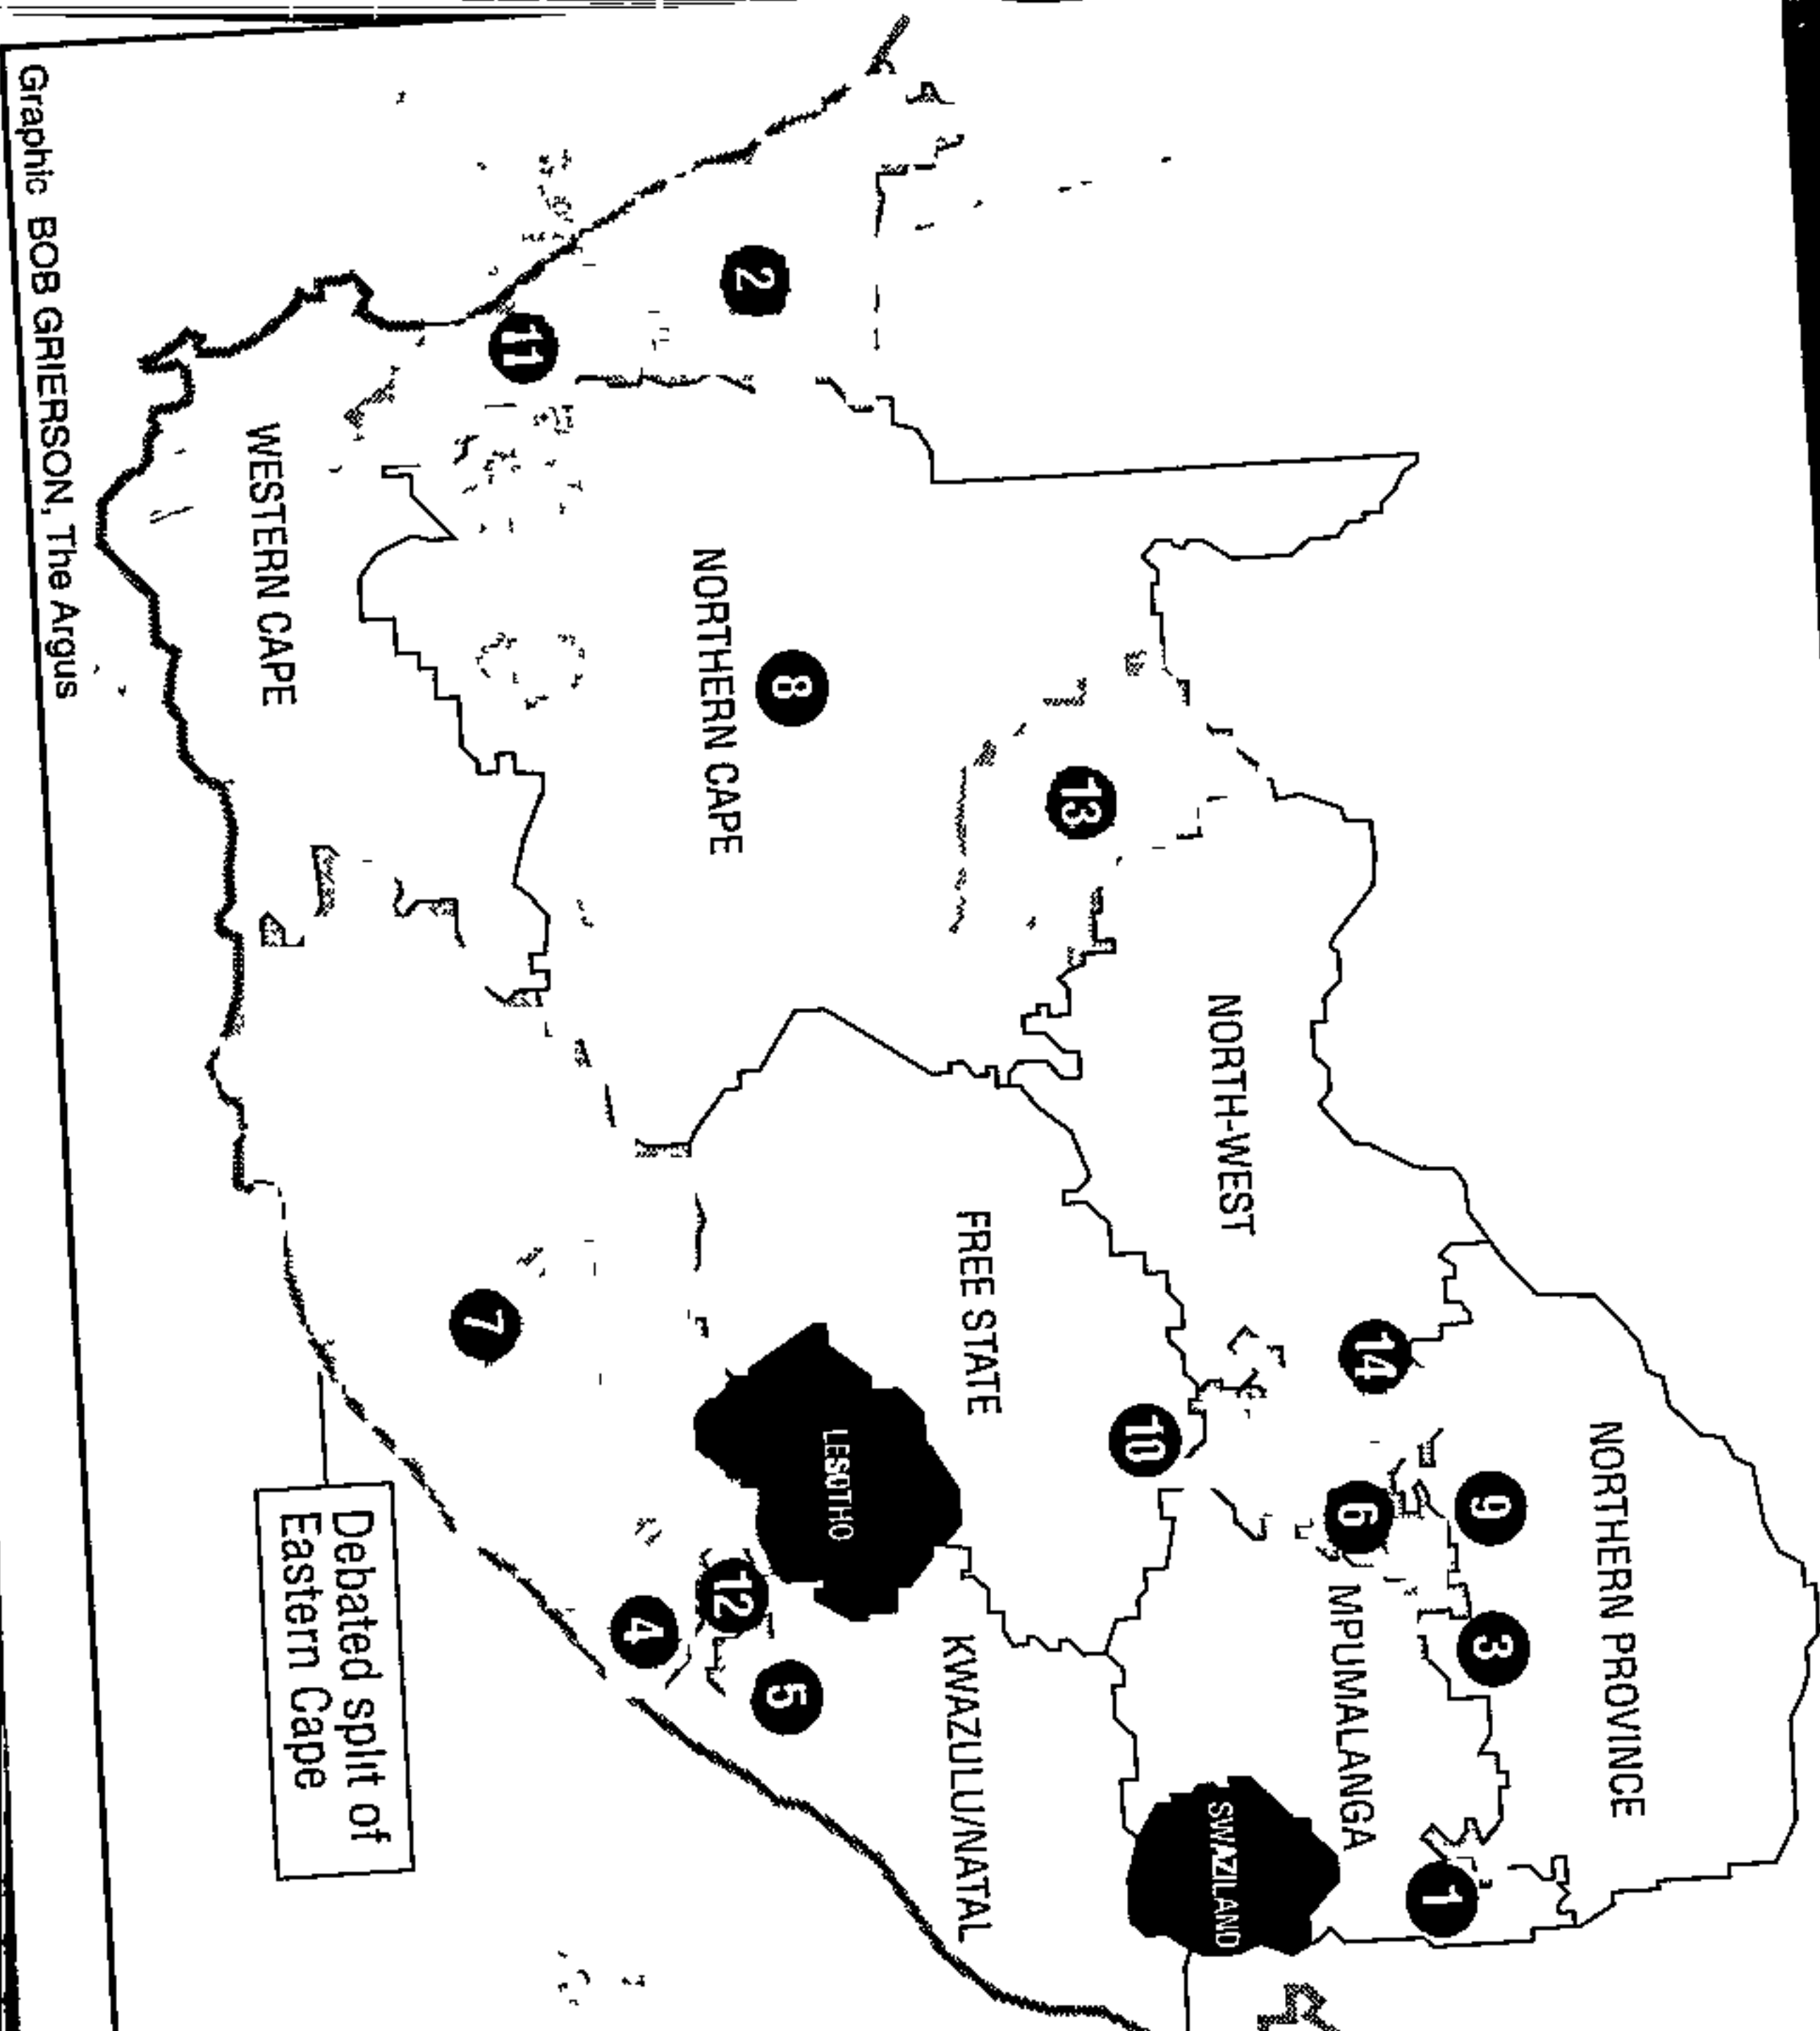 NORTHERN PROVINCE
9
3
14
6
MPUMALANGA
1
NORTH-WEST
10
SWAZILAND
13
FREE STATE
KWAZULU/NATAL
LESOTHO
8
NORTHERN CAPE
2
5
12
4
7
11
WESTERN CAPE
Debated split of
Eastern Cape
Graphic BOB GRIERSON, The Argus